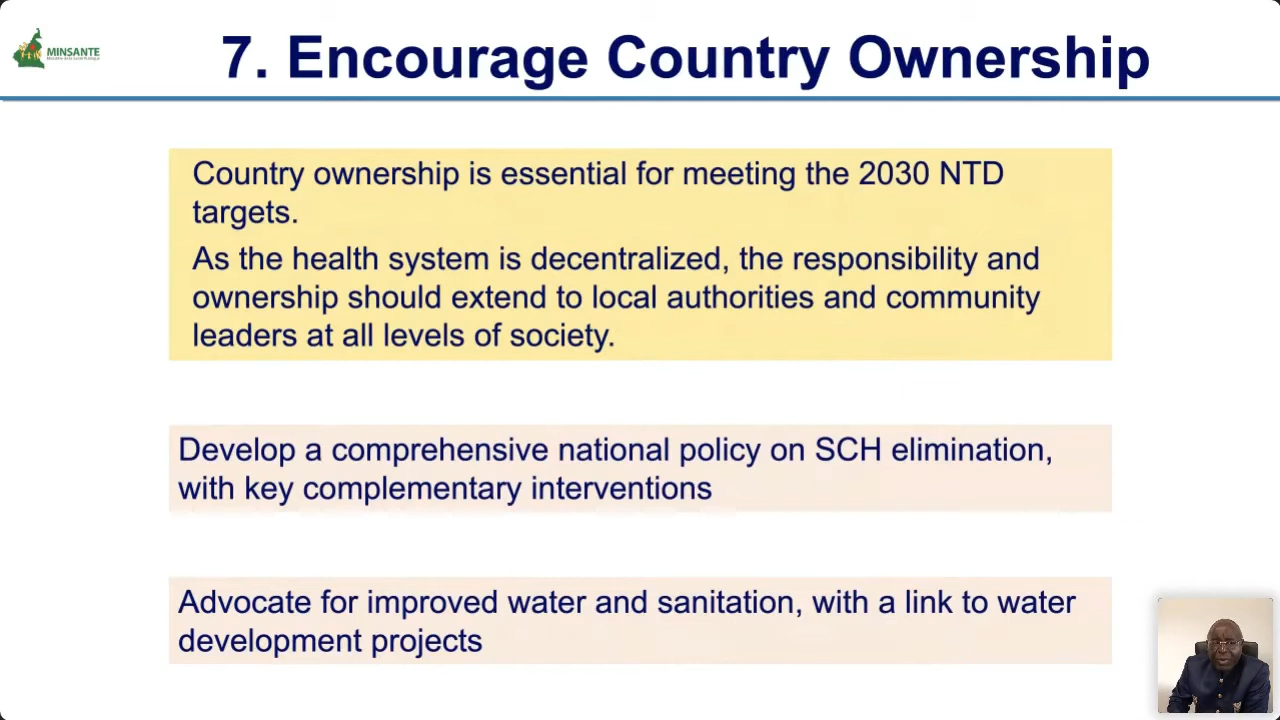 MINSANTE
7. Encourage Country Ownership
Country ownership is essential for meeting the 2030 NTD
targets.
As the health system is decentralized, the responsibility and
ownership should extend to local authorities and community
leaders at all levels of society.
Develop a comprehensive national policy on SCH elimination,
with key complementary interventions
Advocate for improved water and sanitation, with a link to water
development projects